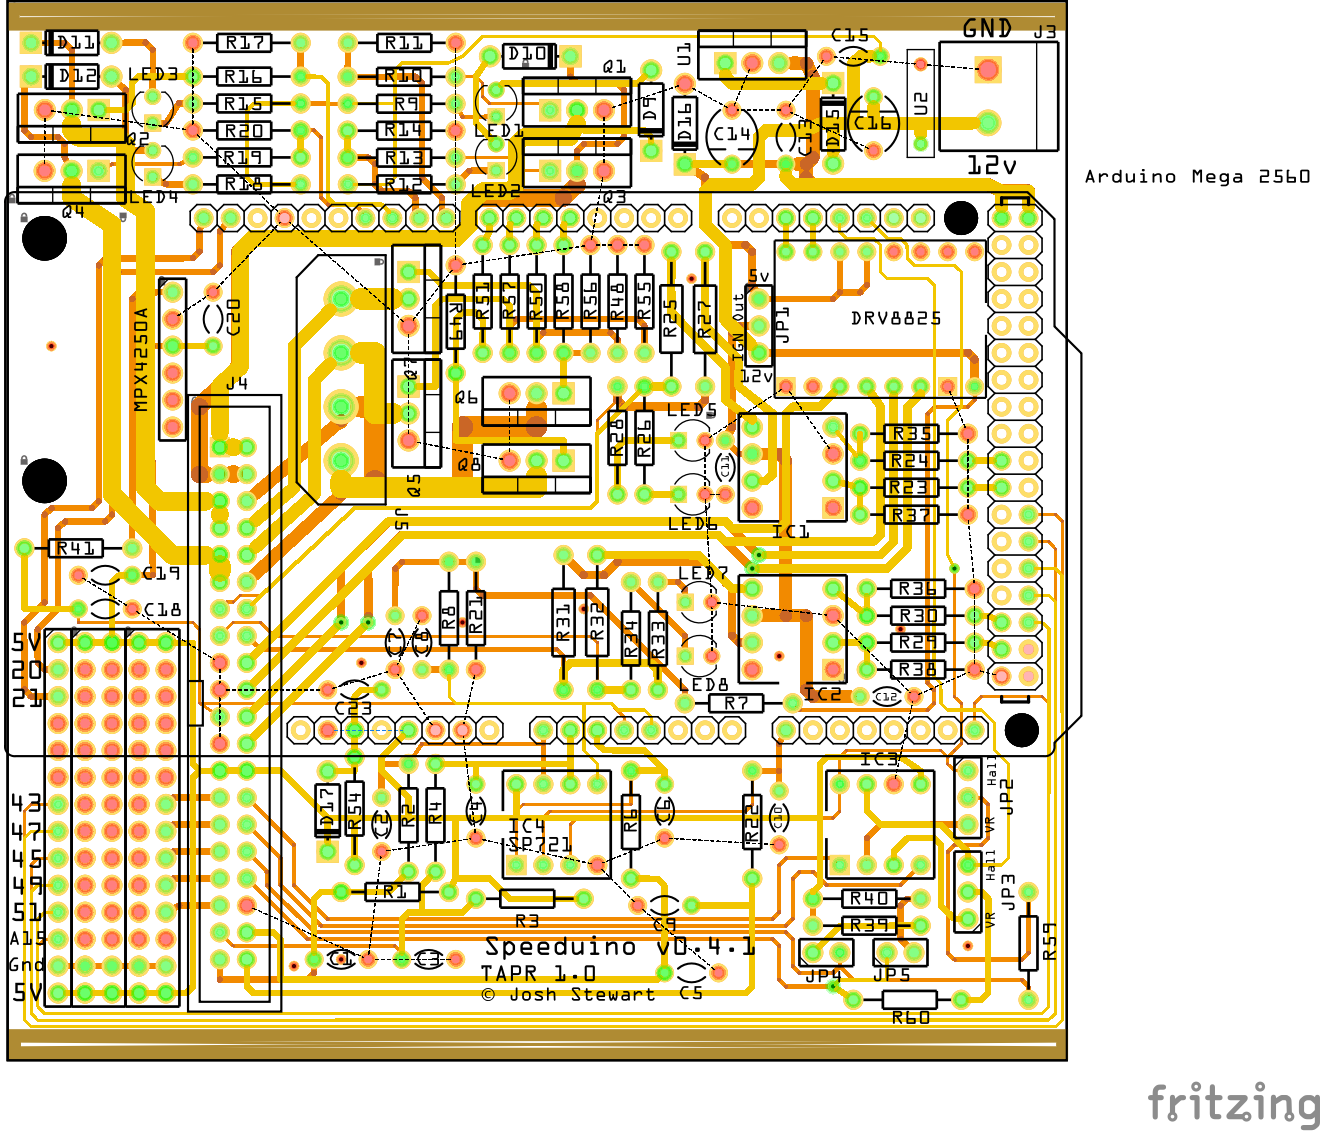 GND J3
D11 R17 R11 D10 U1 C15
D12 LED3 R16 R10 Q1
R15 R9 D9 D16 U2
Q2 R20 R14 LED1 C14 C13 D15 C16
R19 R13 12v
LED4 R18 R12 LED2 Q3
Arduino Mega 2560
Q4
5v
MPX4250A C20 R49 R51 R57 R50 R58 R56 R48 R55 R25 R27 IGN Out JP1 DRV8825
Q7 12v
J4 Q6 LED5
R28 R26 R35
Q8 C11 R24
Q5 R23
J5 LED6 IC1 R37
R41
C19 LED7 R36
C18 R8 R21 R31 R32 R34 R33 R30
5V C7 C8 R29
20 R38
21 LED8
C23 R7 IC2 C12
IC3 Hall
JP2
43 D17 R54 C2 R2 R4 C4 IC4 R6 C6 R22 C10 VR
47 SP721
45 Hall
49 R1 R3 R40 JP3
51 C9 R39 VR
A15 Speeduino v0.4.1 R59
Gnd C1 C3 TAPR 1.0 JP4 JP5
5V © Josh Stewart C5
R60
fritzing